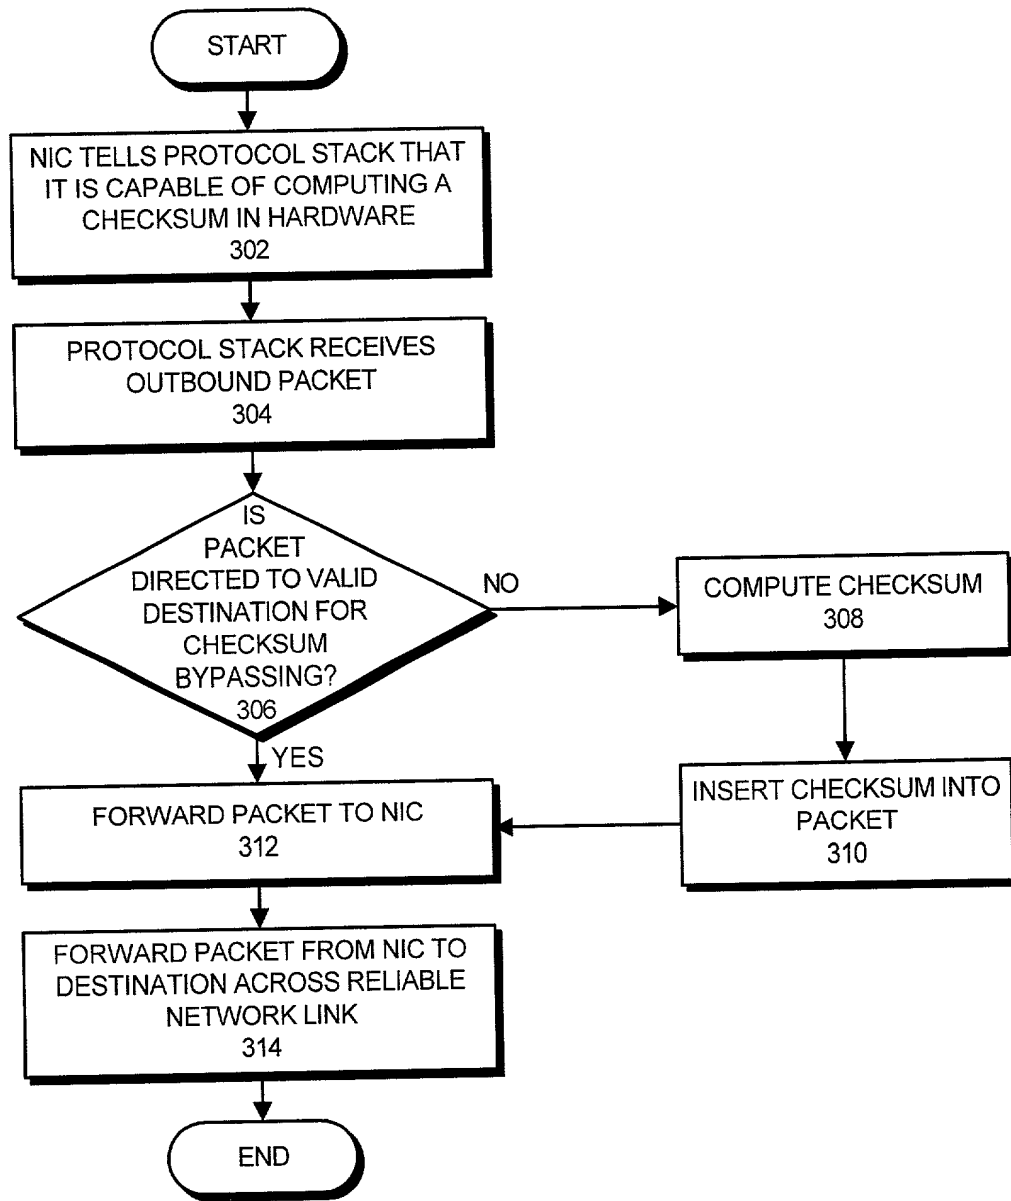 START
NIC TELLS PROTOCOL STACK THAT
IT IS CAPABLE OF COMPUTING A
CHECKSUM IN HARDWARE
302
PROTOCOL STACK RECEIVES
OUTBOUND PACKET
304
IS
PACKET
DIRECTED TO VALID
DESTINATION FOR
CHECKSUM
BYPASSING?
306
NO
COMPUTE CHECKSUM
308
INSERT CHECKSUM INTO
PACKET
310
YES
FORWARD PACKET TO NIC
312
FORWARD PACKET FROM NIC TO
DESTINATION ACROSS RELIABLE
NETWORK LINK
314
END